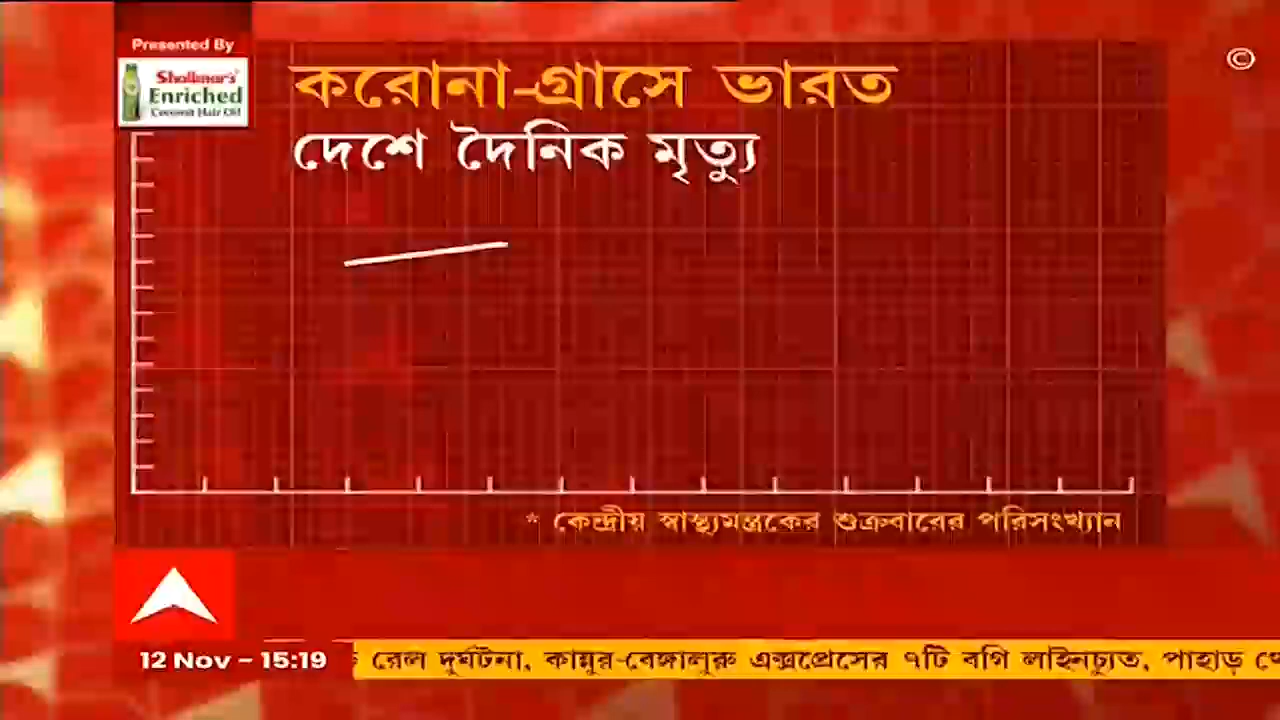 Presented By
Shalimar's
Enriched
Coconut Hair Oil
©
করোনা-গ্রাসে ভারত
দেশে দৈনিক মৃত্যু
* কেন্দ্রীয় স্বাস্থ্যমন্ত্রকের শুক্রবারের পরিসংখ্যান
12 Nov - 15:19
রেল দুর্ঘটনা, কান্নুর-বেঙ্গালুরু এক্সপ্রেসের ৭টি বগি লাইনচ্যুত, পাহাড়